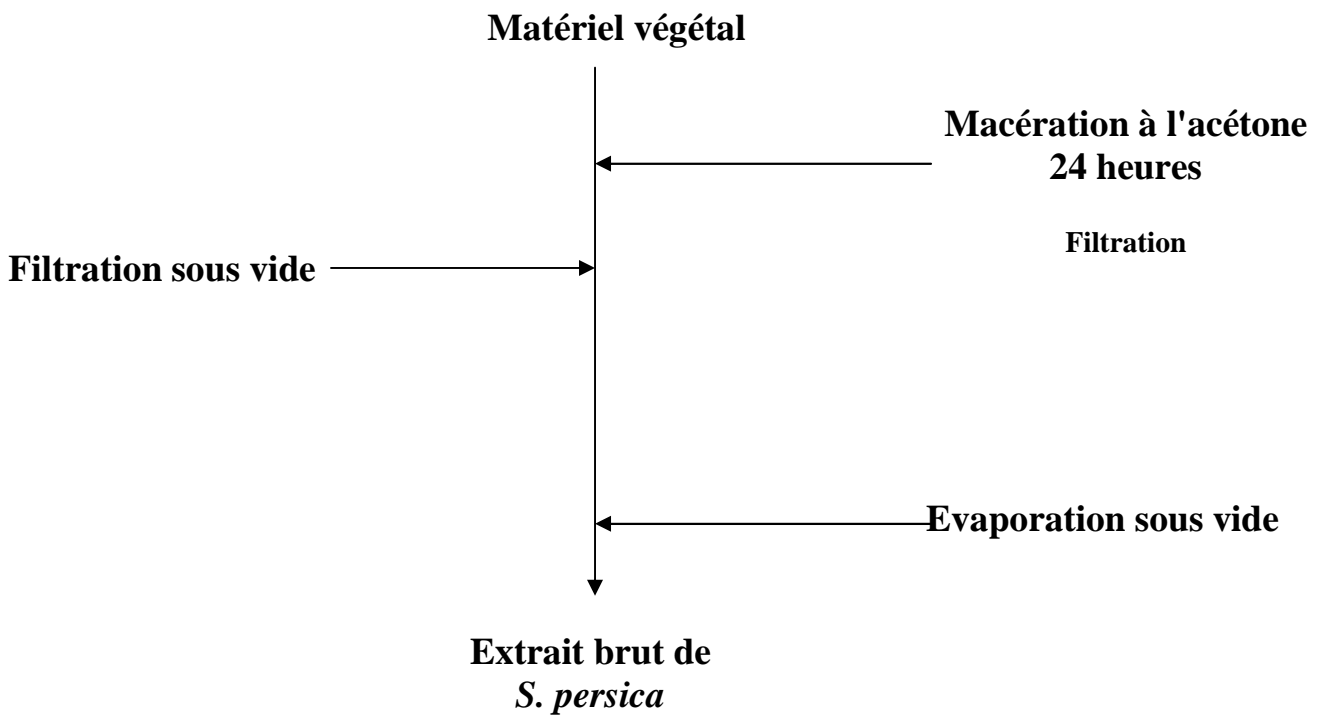 Matériel végétal
Macération à l'acétone
24 heures
Filtration
Filtration sous vide
Evaporation sous vide
Extrait brut de
S. persica